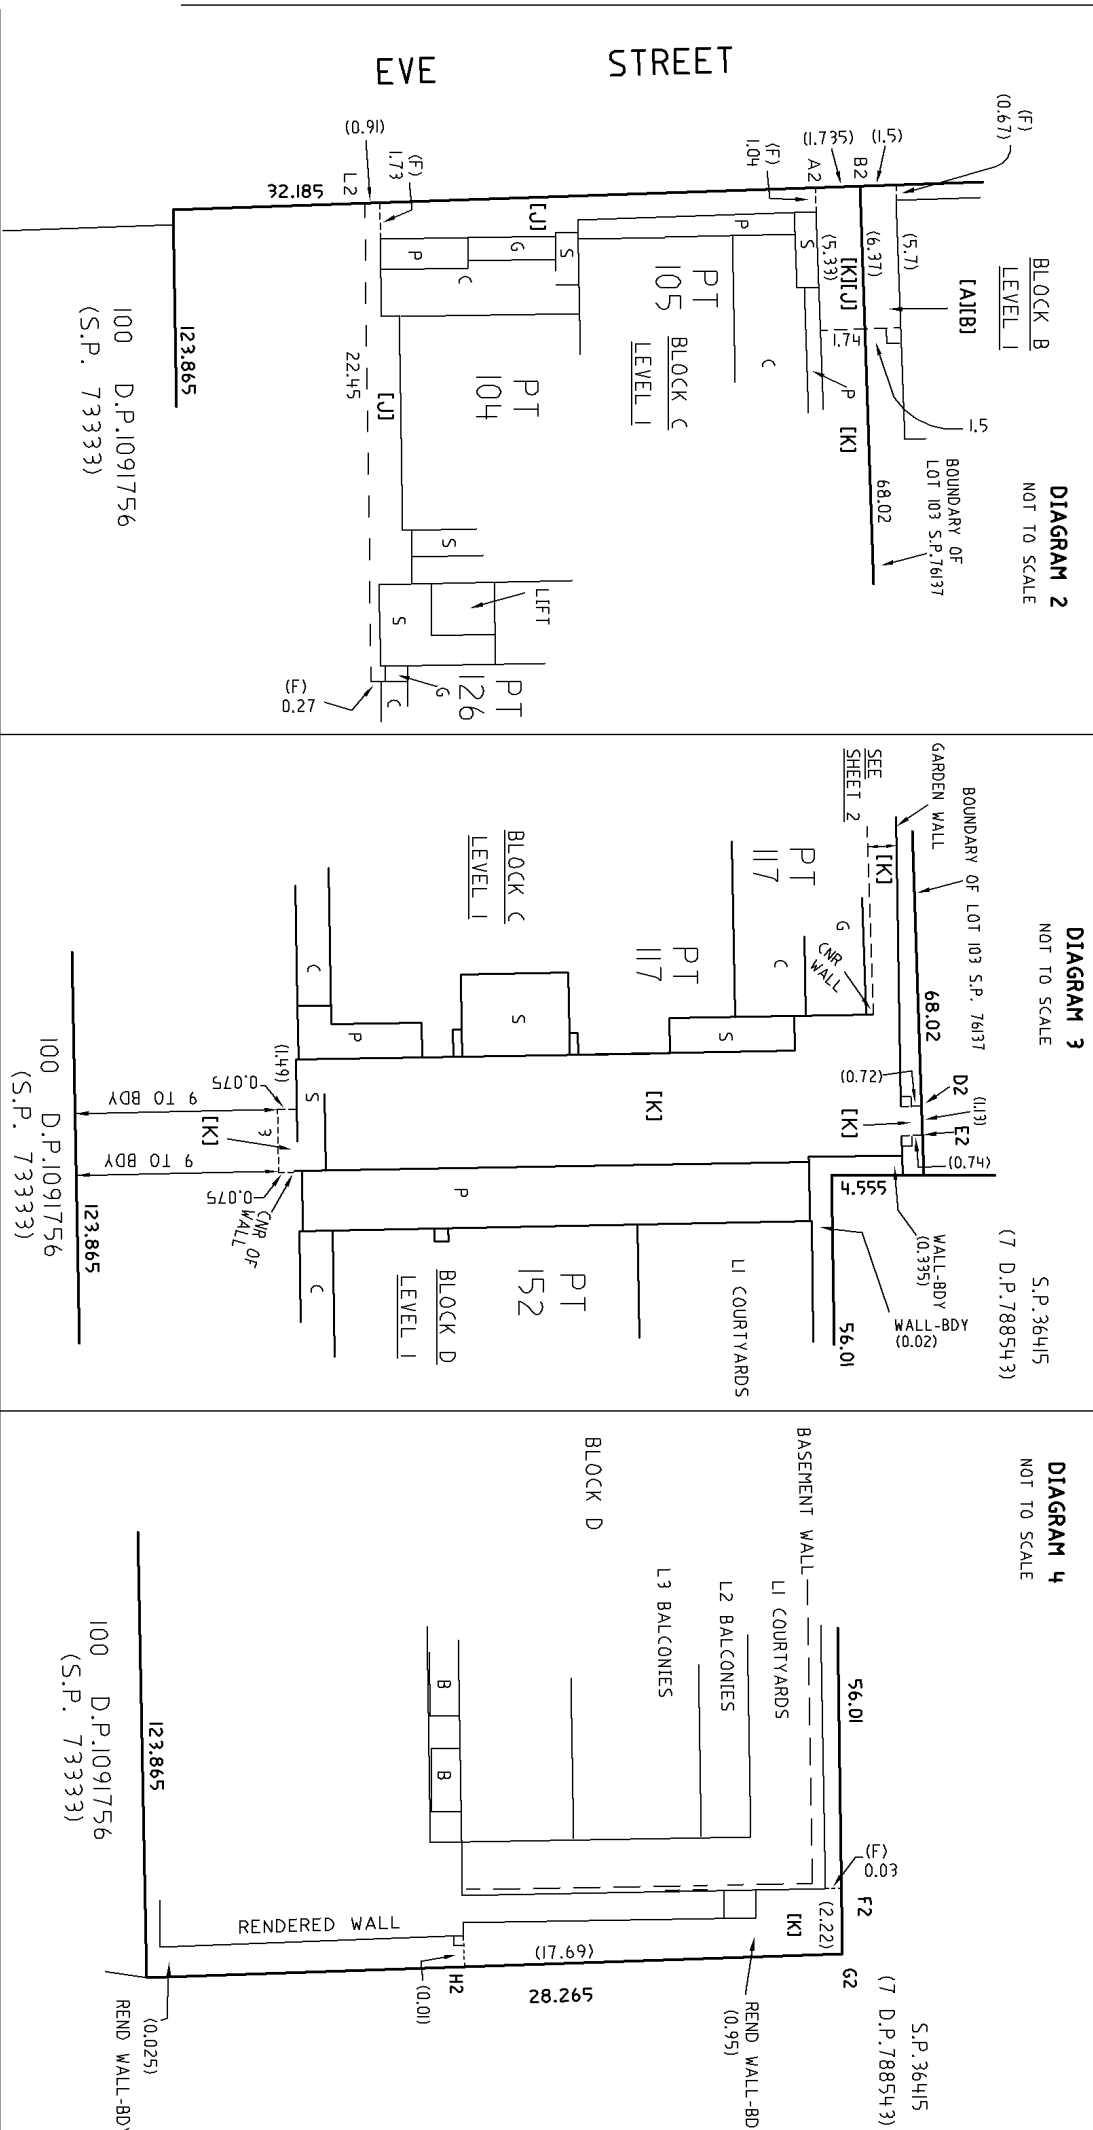 EVE STREET
DIAGRAM 2
NOT TO SCALE
BLOCK B
LEVEL 1
[A][B]
(F)
(0.67)
(1.5)
(1.735)
B2
A2
(F)
1.04
(5.7)
(6.37)
(5.33)
[K][J]
1.74
1.5
P
[K]
68.02
BOUNDARY OF
LOT 103 S.P.76137
S
P
C
PT
105
BLOCK C
LEVEL 1
[J]
S
G
P
C
(F)
1.73
(0.91)
L2
32.185
PT
104
[J]
22.45
S
LIFT
S
PT
126
G
C
(F)
0.27
123.865
100 D.P.1091756
(S.P. 73333)
DIAGRAM 3
NOT TO SCALE
BOUNDARY OF LOT 103 S.P. 76137
GARDEN WALL
SEE
SHEET 2
[K]
68.02
D2
(1.13)
E2
(0.72)
(0.74)
[K]
PT
117
G
CNR
WALL
C
PT
117
S
S
P
C
BLOCK C
LEVEL 1
[K]
4.555
S.P.36415
(7 D.P.788543)
WALL-BDY
(0.335)
WALL-BDY
(0.02)
56.01
L1 COURTYARDS
P
PT
152
BLOCK D
LEVEL 1
C
(1.49)
S
0.075
3
[K]
0.075
CNR OF
WALL
9 TO BDY
9 TO BDY
123.865
100 D.P.1091756
(S.P. 73333)
DIAGRAM 4
NOT TO SCALE
BASEMENT WALL
L1 COURTYARDS
L2 BALCONIES
L3 BALCONIES
BLOCK D
B
B
56.01
(F)
0.03
F2
(2.22)
G2
[K]
S.P.36415
(7 D.P.788543)
REND WALL-BD
(0.95)
(17.69)
28.265
H2
(0.01)
RENDERED WALL
(0.025)
REND WALL-BDY
123.865
100 D.P.1091756
(S.P. 73333)